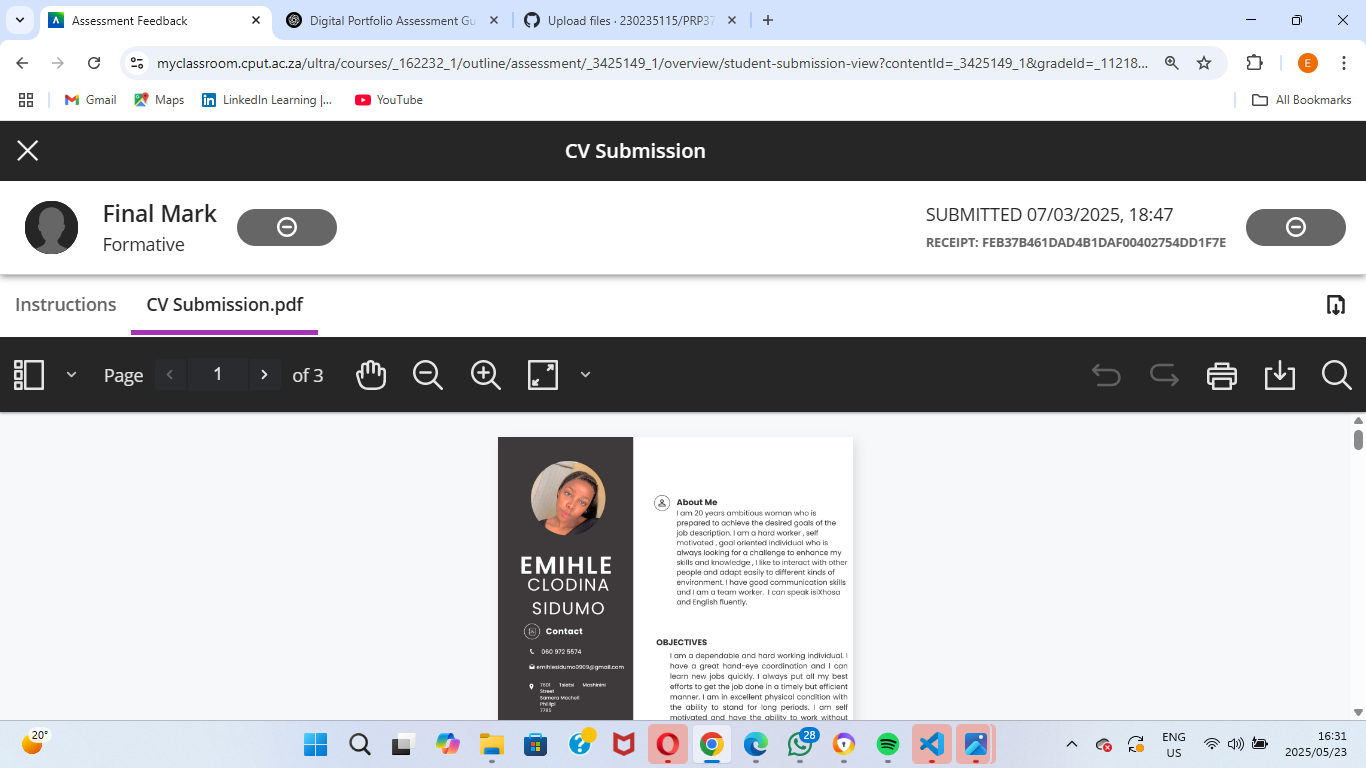 Assessment Feedback
Digital Portfolio Assessment Gu
Upload files · 230235115/PRP37
myclassroom.cput.ac.za/ultra/courses/_162232_1/outline/assessment/_3425149_1/overview/student-submission-view?contentId=_3425149_1&gradeId=_11218...
E
Gmail
Maps
LinkedIn Learning |...
YouTube
All Bookmarks
CV Submission
Final Mark
Formative
SUBMITTED 07/03/2025, 18:47
RECEIPT: FEB37B461DAD4B1DAF00402754DD1F7E
Instructions
CV Submission.pdf
Page 1 of 3
EMIHLE
CLODINA
SIDUMO
Contact
060 972 5574
emihlesidumo0909@gmail.com
7601 Tsietsi Mashinini
Street
Samora Machell
Phillipi
7785
About Me
I am 20 years ambitious woman who is
prepared to achieve the desired goals of the
job description. I am a hard worker , self
motivated , goal oriented individual who is
always looking for a challenge to enhance my
skills and knowledge , I like to interact with other
people and adapt easily to different kinds of
environment. I have good communication skills
and I am a team worker. I can speak isiXhosa
and English fluently.
OBJECTIVES
I am a dependable and hard working individual. I
have a great hand-eye coordination and I can
learn new jobs quickly. I always put all my best
efforts to get the job done in a timely but efficient
manner. I am in excellent physical condition with
the ability to stand for long periods. I am self
motivated and have the ability to work without
20°
28
ENG
US
16:31
2025/05/23